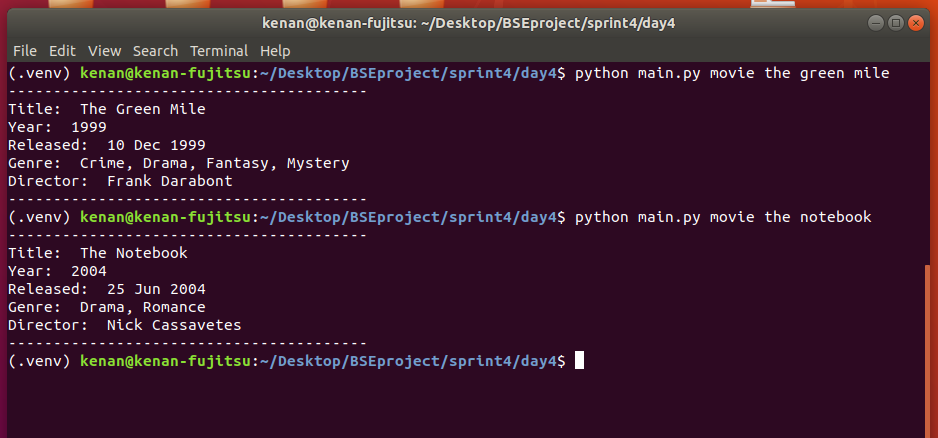 kenan@kenan-fujitsu: ~/Desktop/BSEproject/sprint4/day4
File Edit View Search Terminal Help
(.venv) kenan@kenan-fujitsu:~/Desktop/BSEproject/sprint4/day4$ python main.py movie the green mile
----------------------------------------
Title:  The Green Mile
Year:  1999
Released:  10 Dec 1999
Genre:  Crime, Drama, Fantasy, Mystery
Director:  Frank Darabont
----------------------------------------
(.venv) kenan@kenan-fujitsu:~/Desktop/BSEproject/sprint4/day4$ python main.py movie the notebook
----------------------------------------
Title:  The Notebook
Year:  2004
Released:  25 Jun 2004
Genre:  Drama, Romance
Director:  Nick Cassavetes
----------------------------------------
(.venv) kenan@kenan-fujitsu:~/Desktop/BSEproject/sprint4/day4$